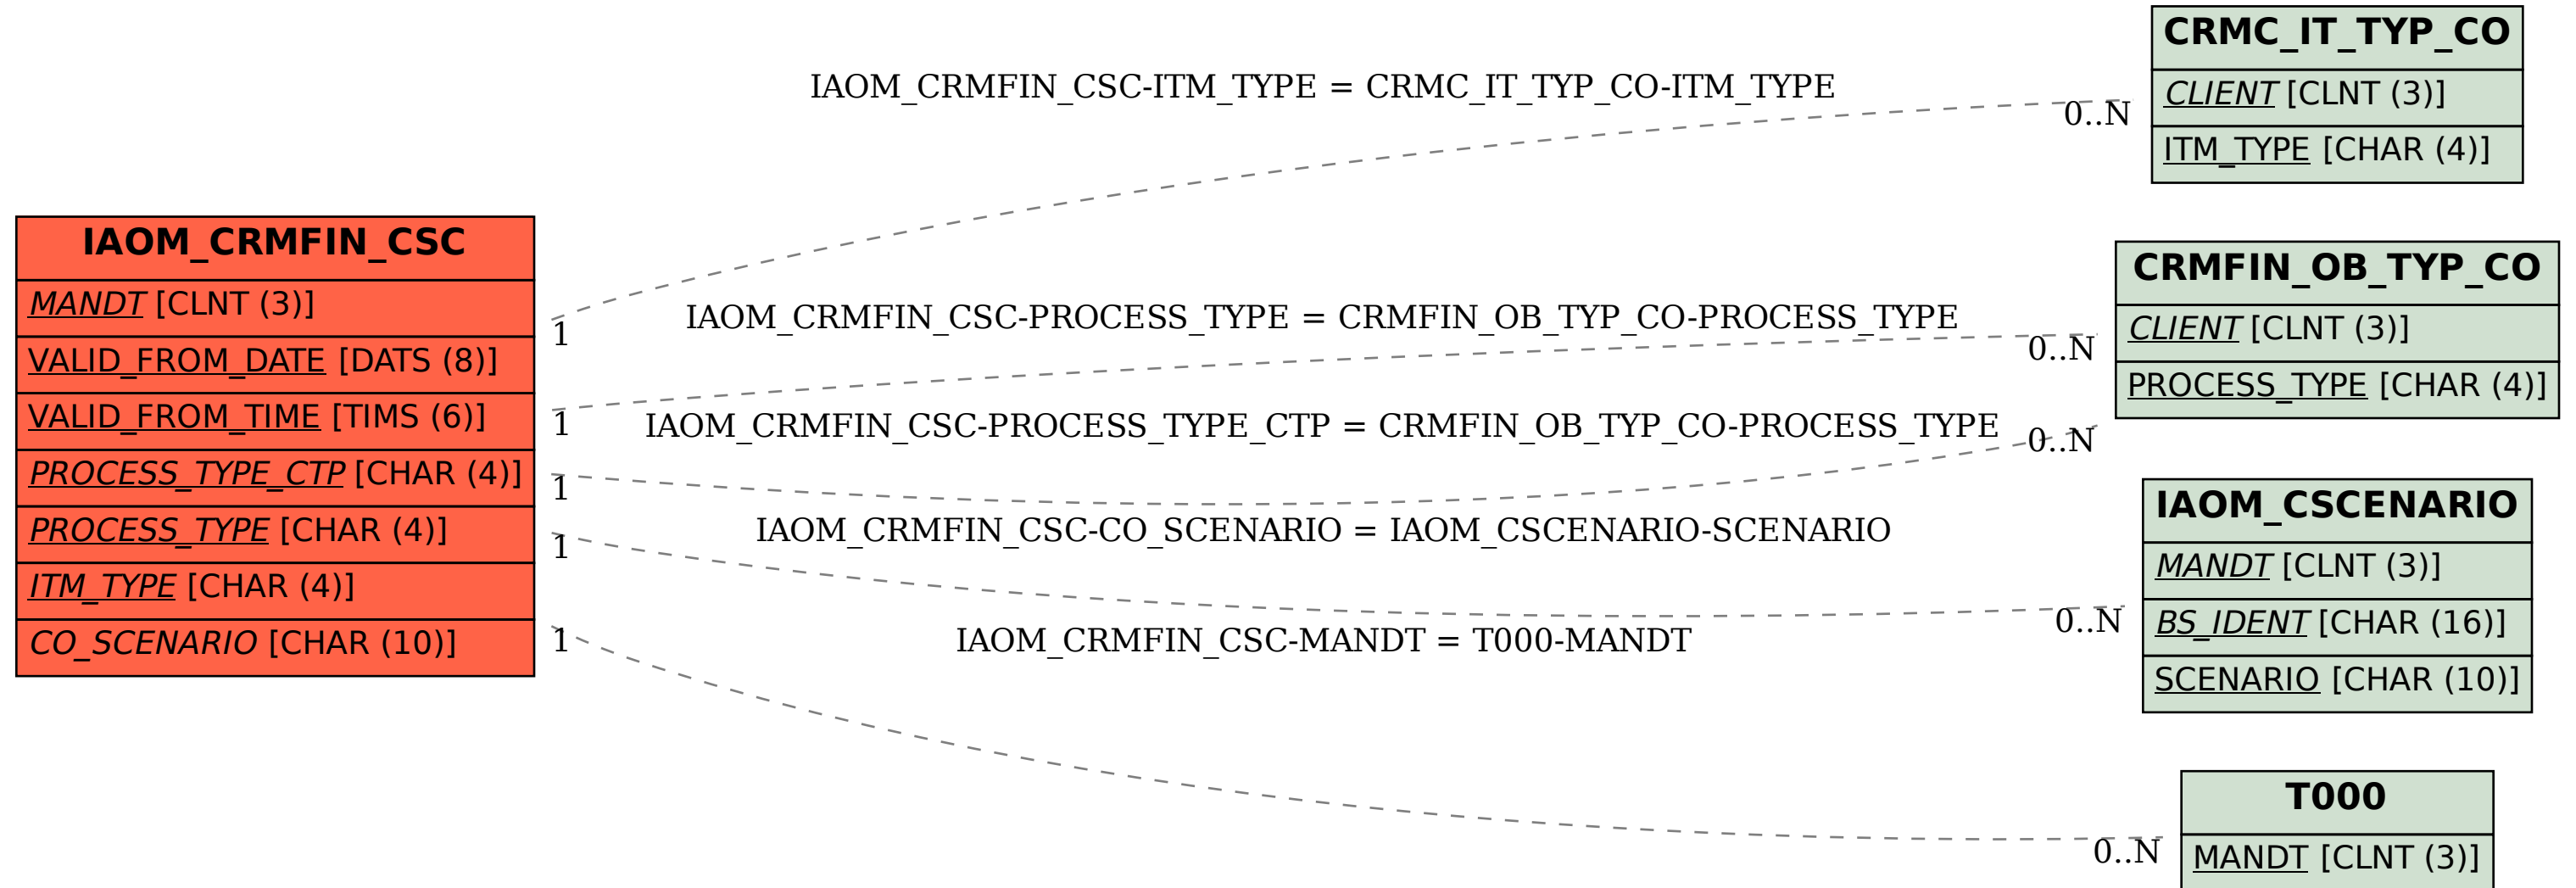 IAOM_CRMFIN_CSC
MANDT [CLNT (3)]
VALID_FROM_DATE [DATS (8)]
VALID_FROM_TIME [TIMS (6)]
PROCESS_TYPE_CTP [CHAR (4)]
PROCESS_TYPE [CHAR (4)]
ITM_TYPE [CHAR (4)]
CO_SCENARIO [CHAR (10)]
IAOM_CRMFIN_CSC-ITM_TYPE = CRMC_IT_TYP_CO-ITM_TYPE
1
0..N
IAOM_CRMFIN_CSC-PROCESS_TYPE = CRMFIN_OB_TYP_CO-PROCESS_TYPE
1
0..N
IAOM_CRMFIN_CSC-PROCESS_TYPE_CTP = CRMFIN_OB_TYP_CO-PROCESS_TYPE
1
0..N
IAOM_CRMFIN_CSC-CO_SCENARIO = IAOM_CSCENARIO-SCENARIO
1
0..N
IAOM_CRMFIN_CSC-MANDT = T000-MANDT
1
0..N
CRMC_IT_TYP_CO
CLIENT [CLNT (3)]
ITM_TYPE [CHAR (4)]
CRMFIN_OB_TYP_CO
CLIENT [CLNT (3)]
PROCESS_TYPE [CHAR (4)]
IAOM_CSCENARIO
MANDT [CLNT (3)]
BS_IDENT [CHAR (16)]
SCENARIO [CHAR (10)]
T000
MANDT [CLNT (3)]